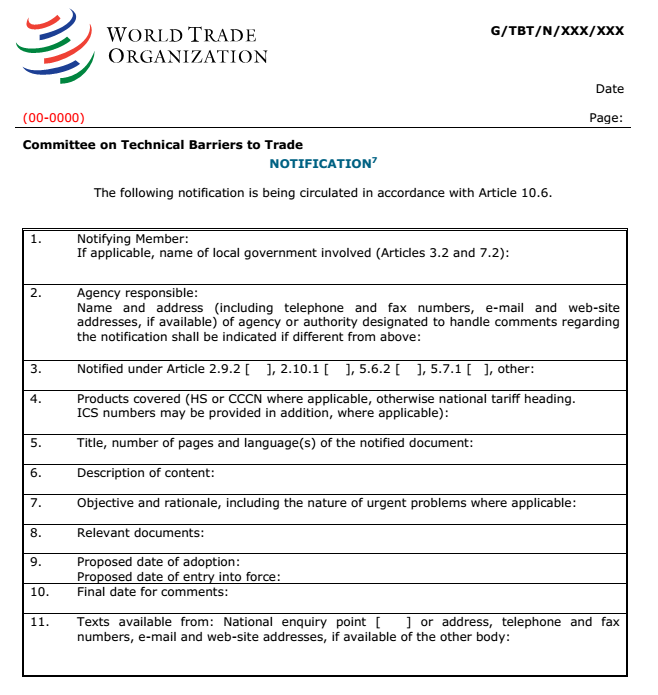 WORLD TRADE
ORGANIZATION
G/TBT/N/XXX/XXX
Date
(00-0000)
Page:
Committee on Technical Barriers to Trade
NOTIFICATION7
The following notification is being circulated in accordance with Article 10.6.
1. Notifying Member:
If applicable, name of local government involved (Articles 3.2 and 7.2):
2. Agency responsible:
Name and address (including telephone and fax numbers, e-mail and web-site
addresses, if available) of agency or authority designated to handle comments regarding
the notification shall be indicated if different from above:
3. Notified under Article 2.9.2 [ ], 2.10.1 [ ], 5.6.2 [ ], 5.7.1 [ ], other:
4. Products covered (HS or CCCN where applicable, otherwise national tariff heading.
ICS numbers may be provided in addition, where applicable):
5. Title, number of pages and language(s) of the notified document:
6. Description of content:
7. Objective and rationale, including the nature of urgent problems where applicable:
8. Relevant documents:
9. Proposed date of adoption:
Proposed date of entry into force:
10. Final date for comments:
11. Texts available from: National enquiry point [ ] or address, telephone and fax
numbers, e-mail and web-site addresses, if available of the other body: